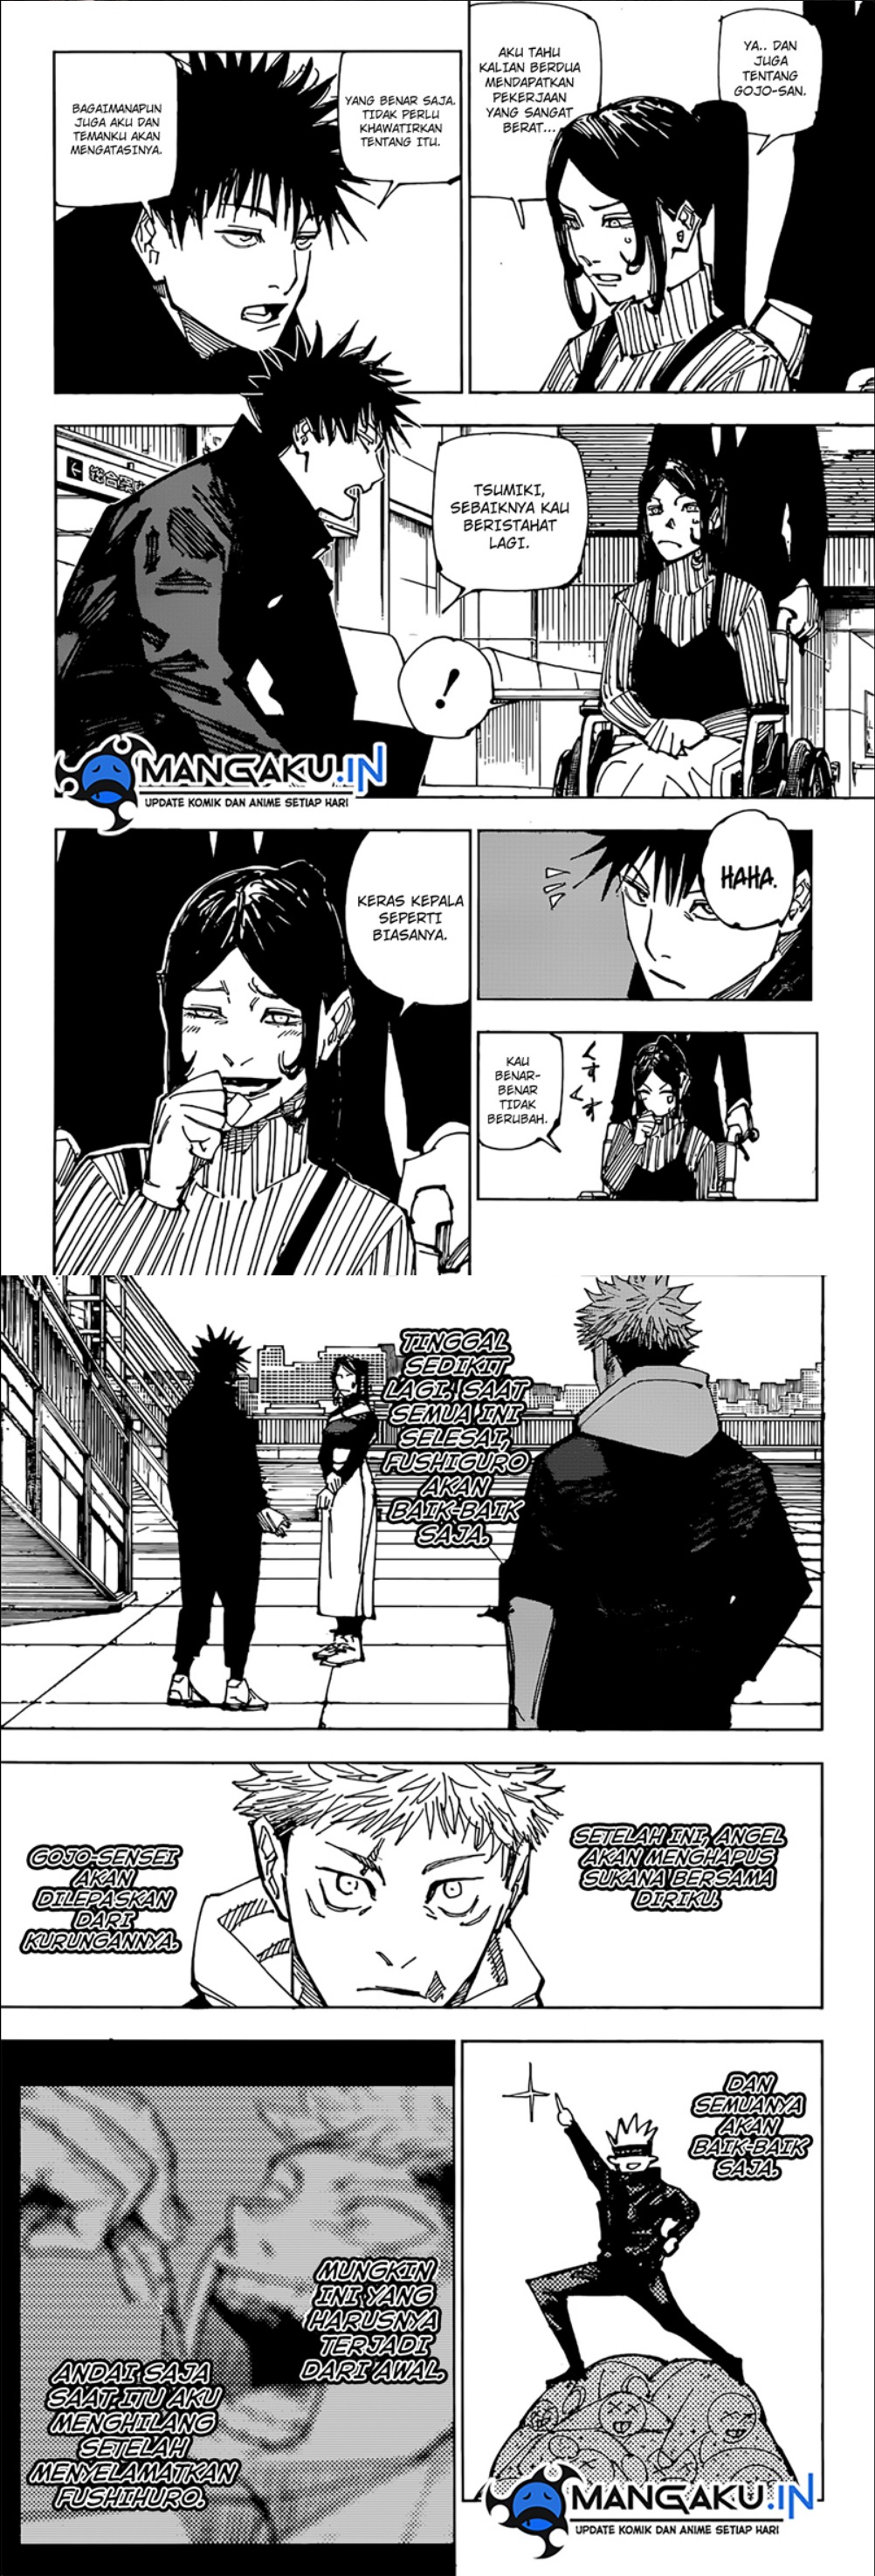 YA.. DAN
JUGA
TENTANG
GOJO-SAN.
AKU TAHU
KALIAN BERDUA
MENDAPATKAN
PEKERJAAN
YANG SANGAT
BERAT...
YANG BENAR SAJA.
TIDAK PERLU
KHAWATIRKAN
TENTANG ITU.
BAGAIMANAPUN
JUGA AKU DAN
TEMANKU AKAN
MENGATASINYA.
TSUMIKI,
SEBAIKNYA KAU
BERISTAHAT
LAGI.
!
MANGAKU.IN
UPDATE KOMIK DAN ANIME SETIAP HARI
HAHA.
KAU
BENAR-
BENAR
TIDAK
BERUBAH.
くす
くす
KERAS KEPALA
SEPERTI
BIASANYA.
TINGGAL
SEDIKIT
LAGI. SAAT
SEMUA INI
SELESAI,
FUSHIGURO
AKAN
BAIK-BAIK
SAJA.
SETELAH INI, ANGEL
AKAN MENGHAPUS
SUKANA BERSAMA
DIRIKU.
GOJO-SENSEI
AKAN
DILEPASKAN
DARI
KURUNGANNYA.
DAN
SEMUANYA
AKAN
BAIK-BAIK
SAJA.
MUNGKIN
INI YANG
HARUSNYA
TERJADI
DARI AWAL.
ANDAI SAJA
SAAT ITU AKU
MENGHILANG
SETELAH
MENYELAMATKAN
FUSHIHURO.
MANGAKU.IN
UPDATE KOMIK DAN ANIME SETIAP HARI